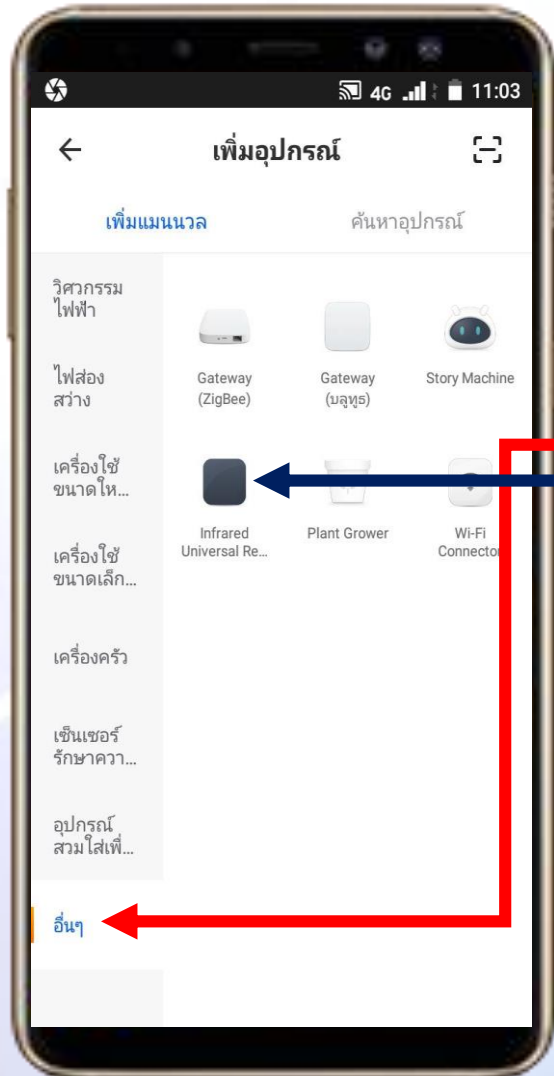 4G 11:03
เพิ่มอุปกรณ์
เพิ่มแมนนวล
ค้นหาอุปกรณ์
วิศวกรรม
ไฟฟ้า
ไฟส่อง
สว่าง
เครื่องใช้
ขนาดให...
เครื่องใช้
ขนาดเล็ก...
เครื่องครัว
เซ็นเซอร์
รักษาควา...
อุปกรณ์
สวมใส่เพื่...
อื่นๆ
Gateway
(ZigBee)
Gateway
(บลูทูธ)
Story Machine
Infrared
Universal Re...
Plant Grower
Wi-Fi
Connector